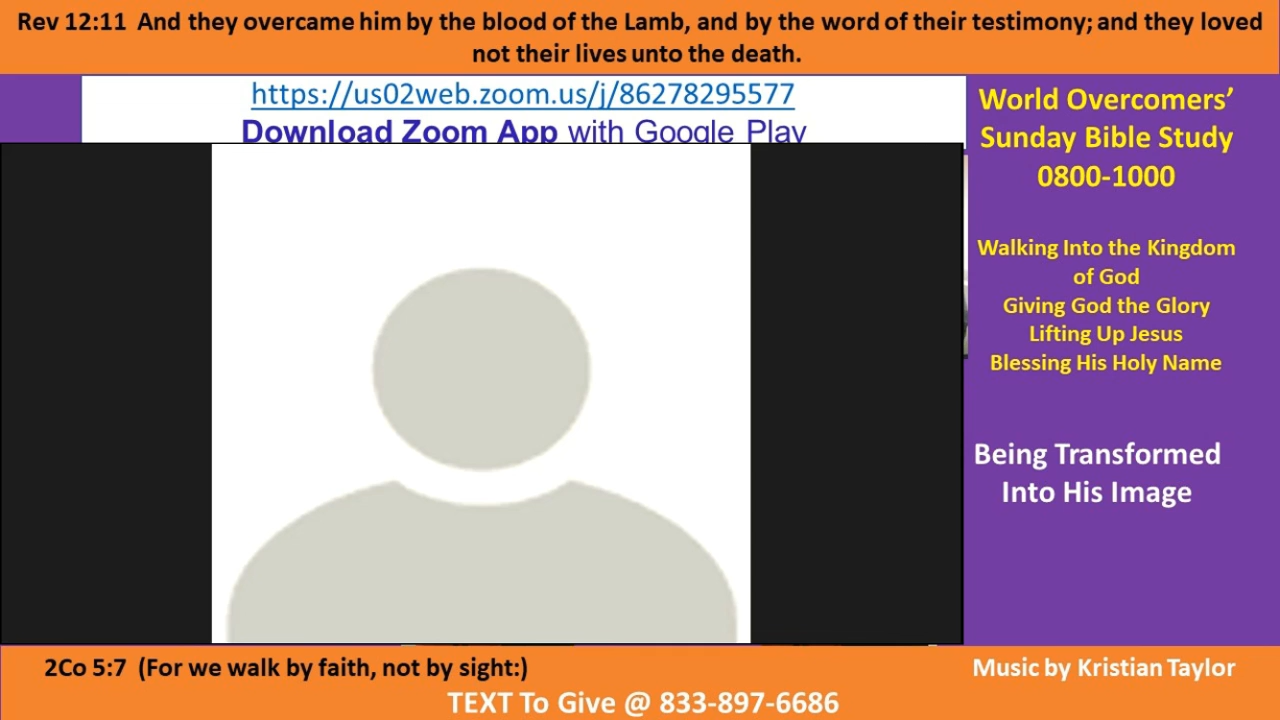 Rev 12:11  And they overcame him by the blood of the Lamb, and by the word of their testimony; and they loved
not their lives unto the death.
https://us02web.zoom.us/j/86278295577
Download Zoom App with Google Play
World Overcomers’
Sunday Bible Study
0800-1000
Walking Into the Kingdom
of God
Giving God the Glory
Lifting Up Jesus
Blessing His Holy Name
Being Transformed
Into His Image
2Co 5:7  (For we walk by faith, not by sight:)
Music by Kristian Taylor
TEXT To Give @ 833-897-6686